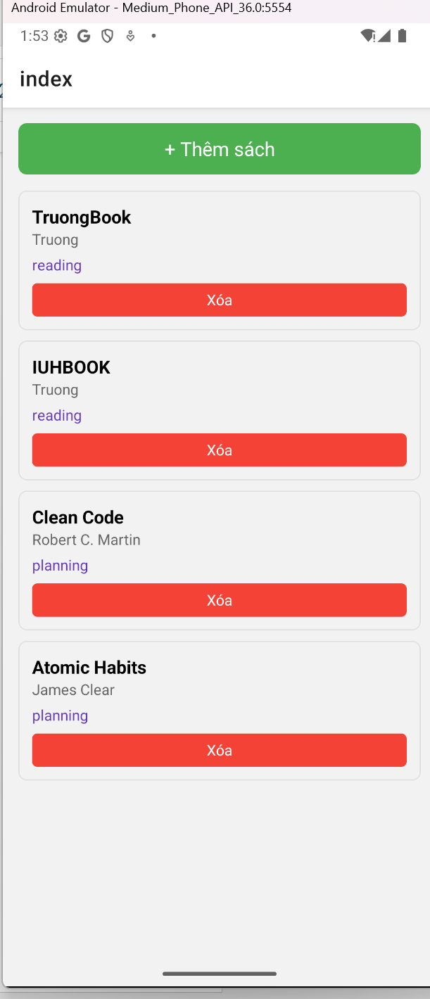 Android Emulator - Medium_Phone_API_36.0:5554
1:53
index
+ Thêm sách
TruongBook
Truong
reading
Xóa
IUHBOOK
Truong
reading
Xóa
Clean Code
Robert C. Martin
planning
Xóa
Atomic Habits
James Clear
planning
Xóa